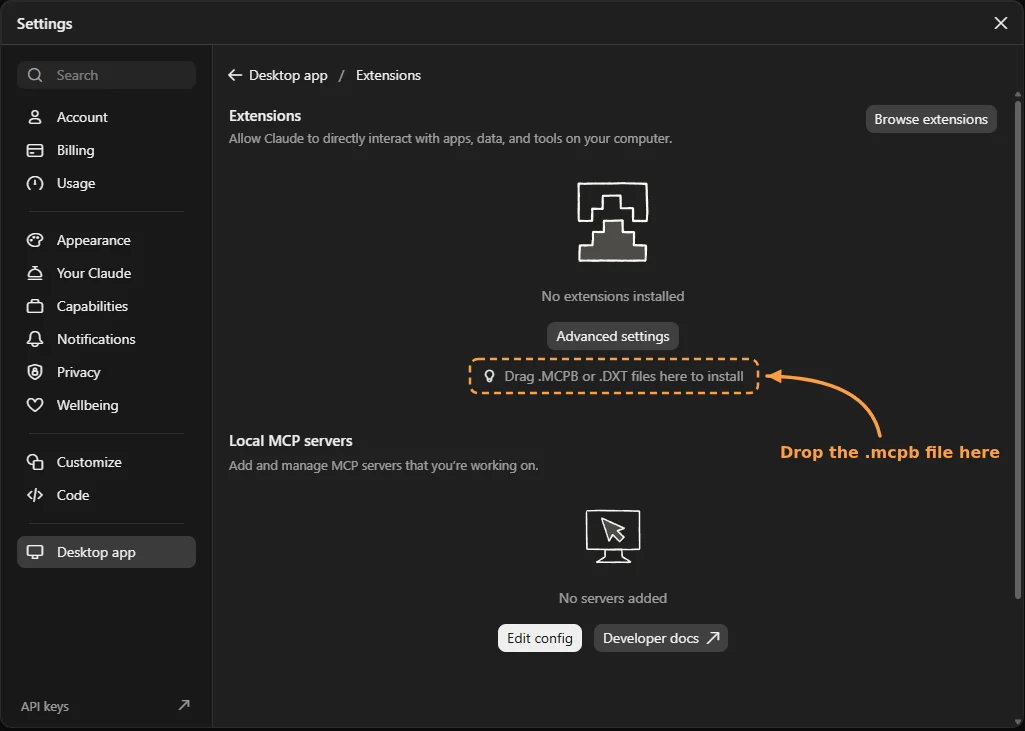 Settings
Search
Account
Billing
Usage
Appearance
Your Claude
Capabilities
Notifications
Privacy
Wellbeing
Customize
Code
Desktop app
API keys
Desktop app / Extensions
Extensions
Browse extensions
Allow Claude to directly interact with apps, data, and tools on your computer.
No extensions installed
Advanced settings
Drag .MCPB or .DXT files here to install
Drop the .mcpb file here
Local MCP servers
Add and manage MCP servers that you're working on.
No servers added
Edit config
Developer docs